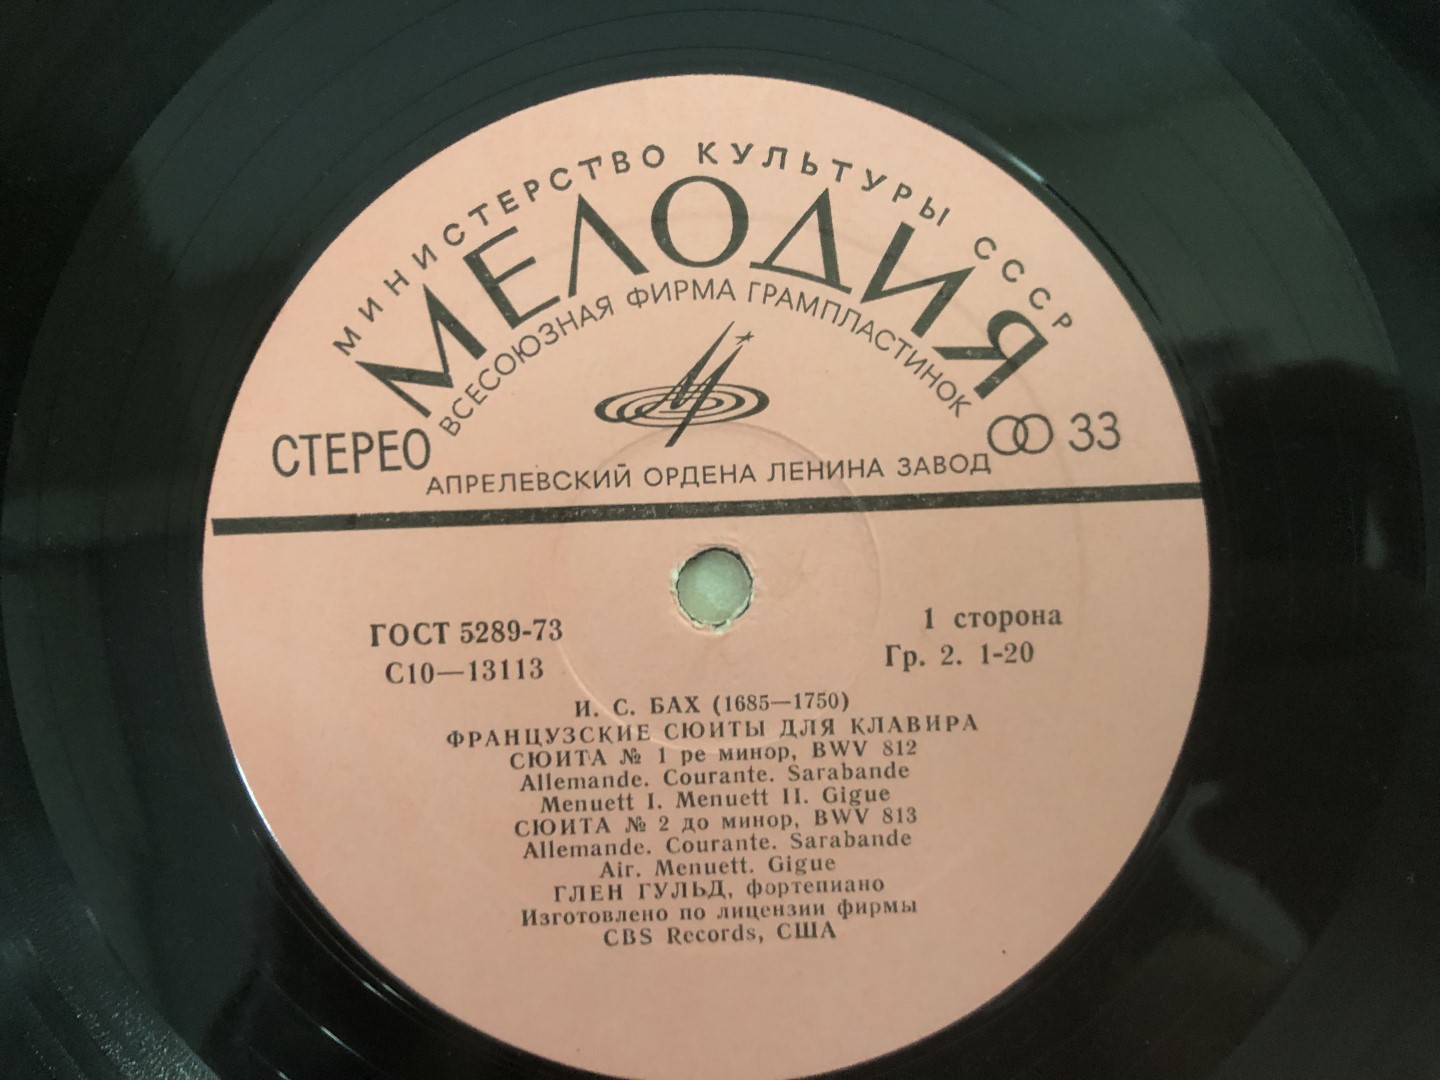 МИНИСТЕРСТВО КУЛЬТУРЫ СССР
МЕЛОДИЯ
ВСЕСОЮЗНАЯ ФИРМА ГРАМПЛАСТИНОК
СТЕРЕО
33
АПРЕЛЕВСКИЙ ОРДЕНА ЛЕНИНА ЗАВОД
ГОСТ 5289-73
1 сторона
С10—13113
Гр. 2. 1-20
И. С. БАХ (1685—1750)
ФРАНЦУЗСКИЕ СЮИТЫ ДЛЯ КЛАВИРА
СЮИТА № 1 ре минор, BWV 812
Allemande. Courante. Sarabande
Menuett I. Menuett II. Gigue
СЮИТА № 2 до минор, BWV 813
Allemande. Courante. Sarabande
Air. Menuett. Gigue
ГЛЕН ГУЛЬД, фортепиано
Изготовлено по лицензии фирмы
CBS Records, США